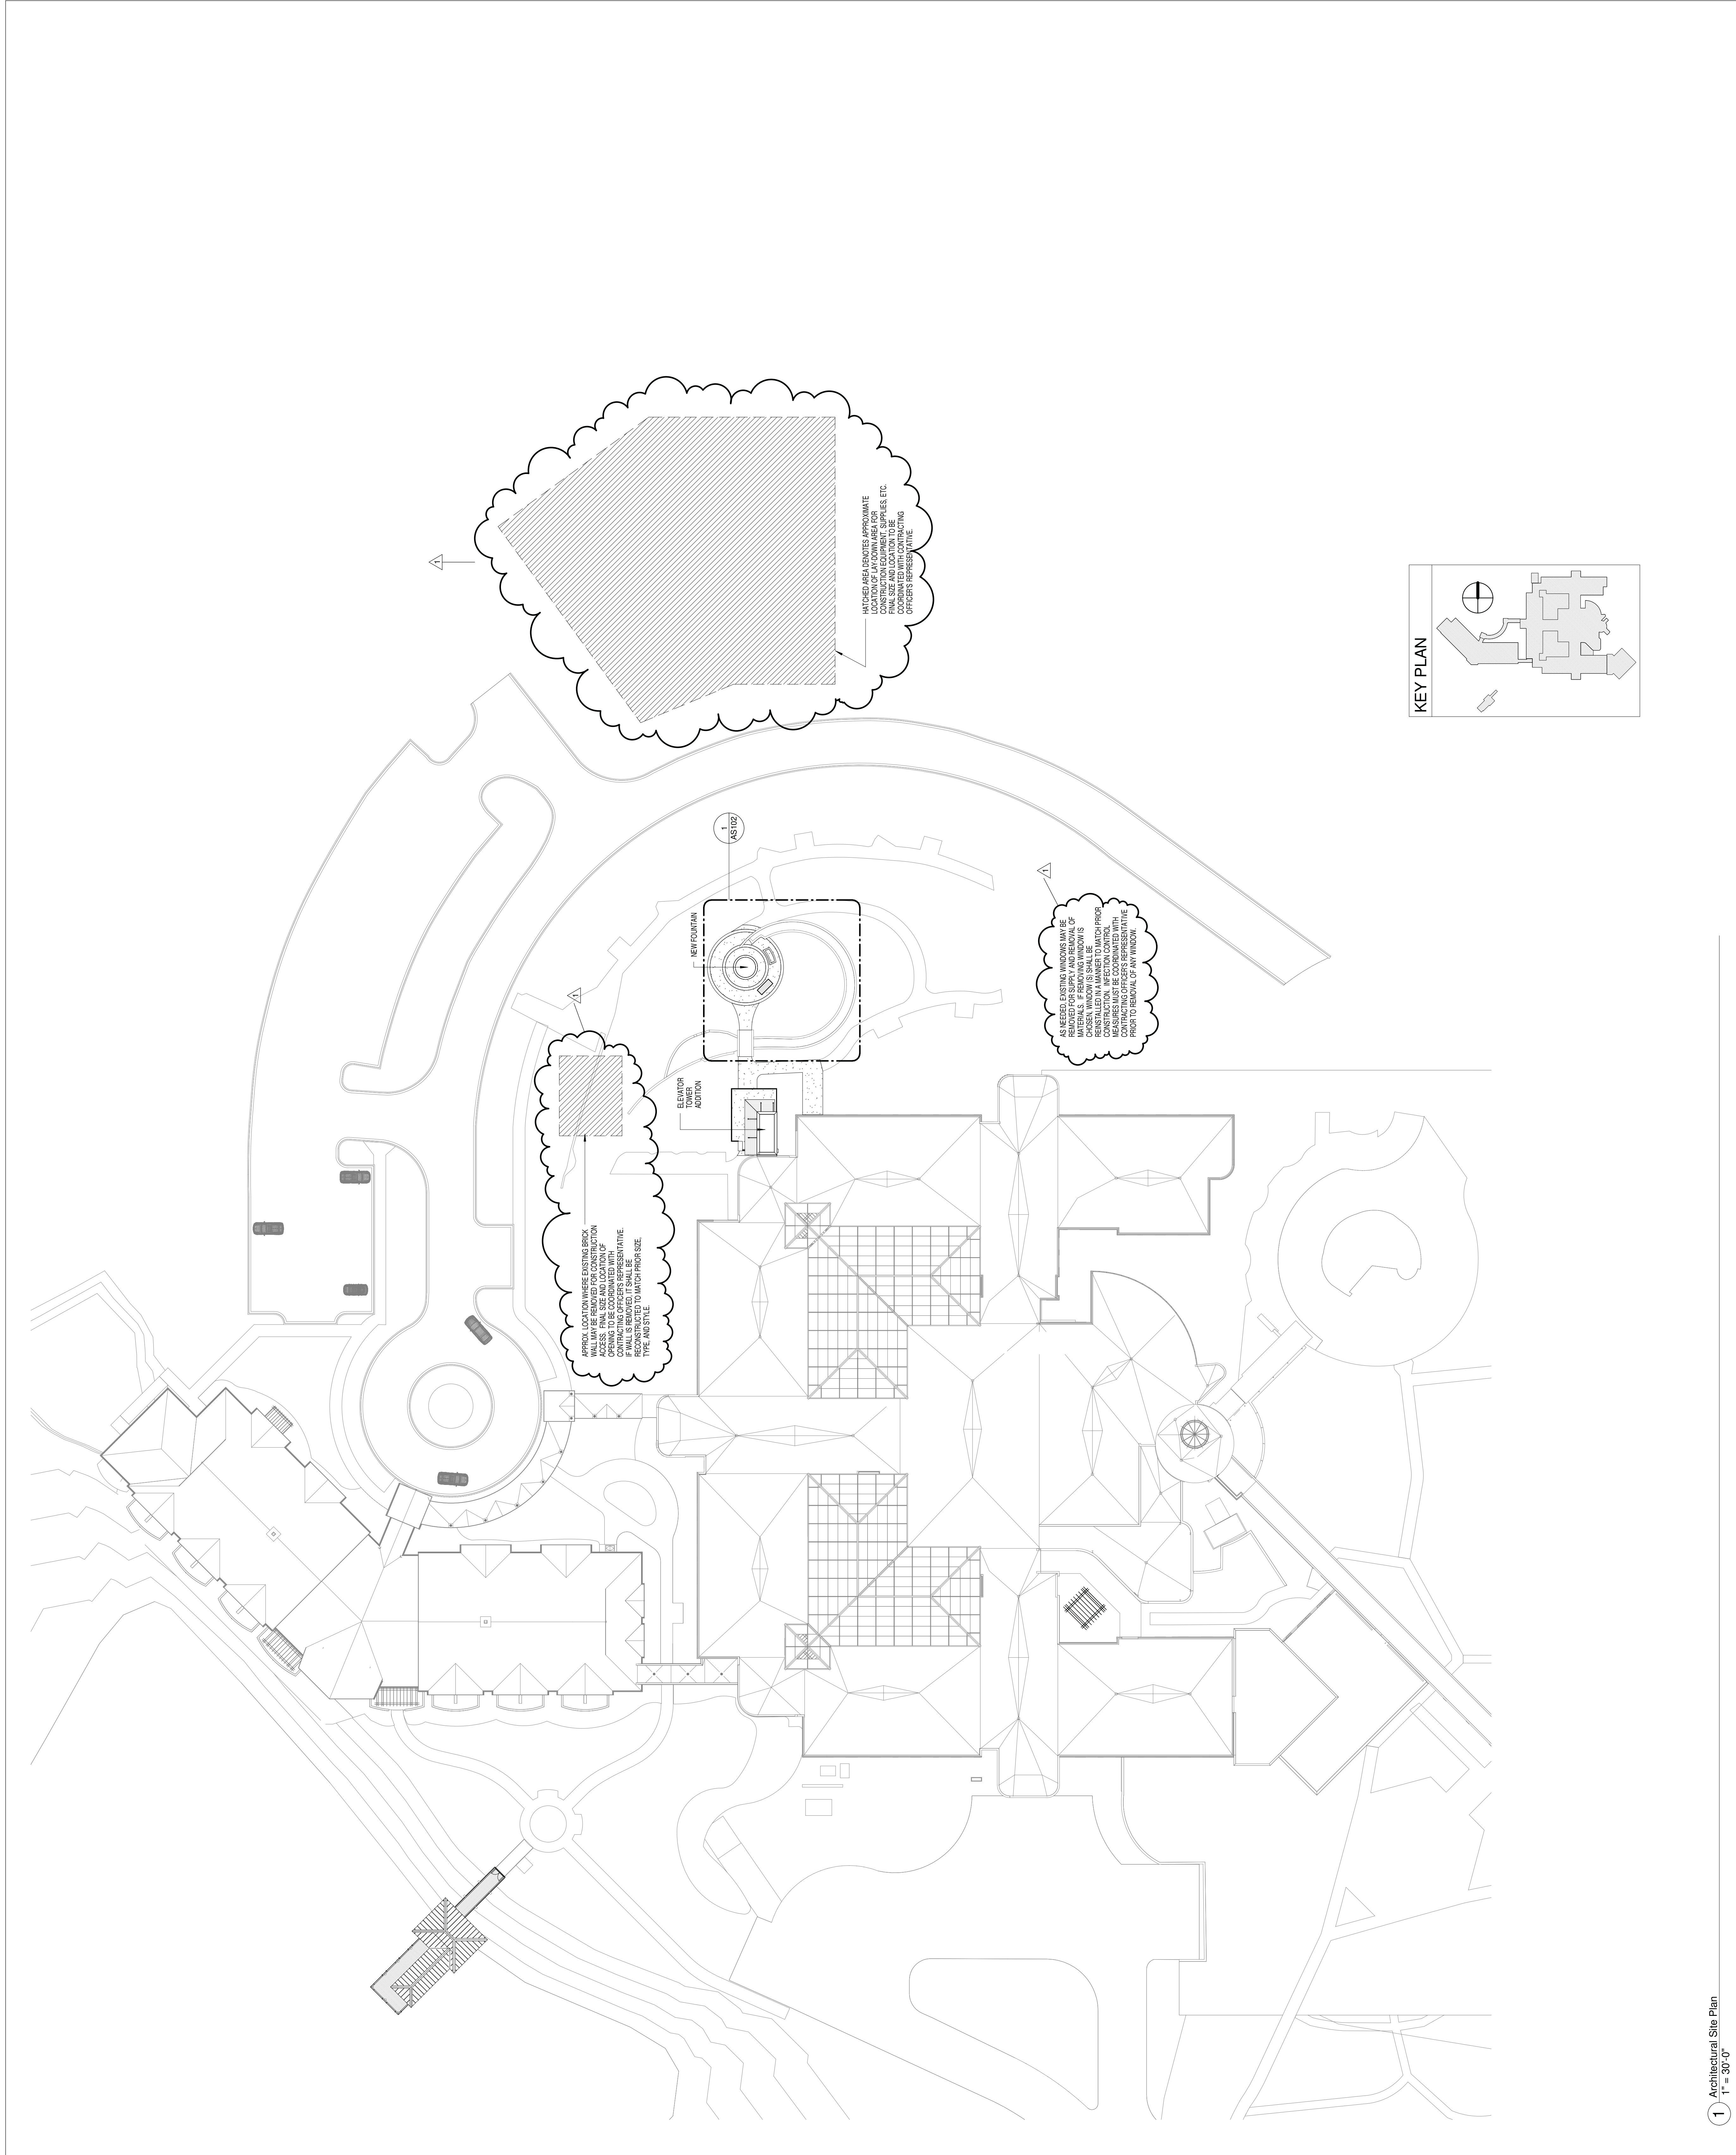 1
HATCHED AREA DENOTES APPROXIMATE
LOCATION OF LAY-DOWN AREA FOR
CONSTRUCTION EQUIPMENT, SUPPLIES, ETC.
FINAL SIZE AND LOCATION TO BE
COORDINATED WITH CONTRACTING
OFFICER'S REPRESENTATIVE.
1
AS102
NEW FOUNTAIN
1
ELEVATOR
TOWER
ADDITION
APPROX. LOCATION WHERE EXISTING BRICK
WALL MAY BE REMOVED FOR CONSTRUCTION
ACCESS. FINAL SIZE AND LOCATION OF
OPENING TO BE COORDINATED WITH
CONTRACTING OFFICER'S REPRESENTATIVE.
IF WALL IS REMOVED, IT SHALL BE
RECONSTRUCTED TO MATCH PRIOR SIZE,
TYPE, AND STYLE.
1
AS NEEDED, EXISTING WINDOWS MAY BE
REMOVED FOR SUPPLY AND REMOVAL OF
MATERIALS. IF REMOVING WINDOW IS
CHOSEN, WINDOW (S) SHALL BE
REINSTALLED IN A MANNER TO MATCH PRIOR
CONSTRUCTION. INFECTION CONTROL
MEASURES MUST BE COORDINATED WITH
CONTRACTING OFFICER'S REPRESENTATIVE
PRIOR TO REMOVAL OF ANY WINDOW.
KEY PLAN
1
Architectural Site Plan
1" = 30'-0"